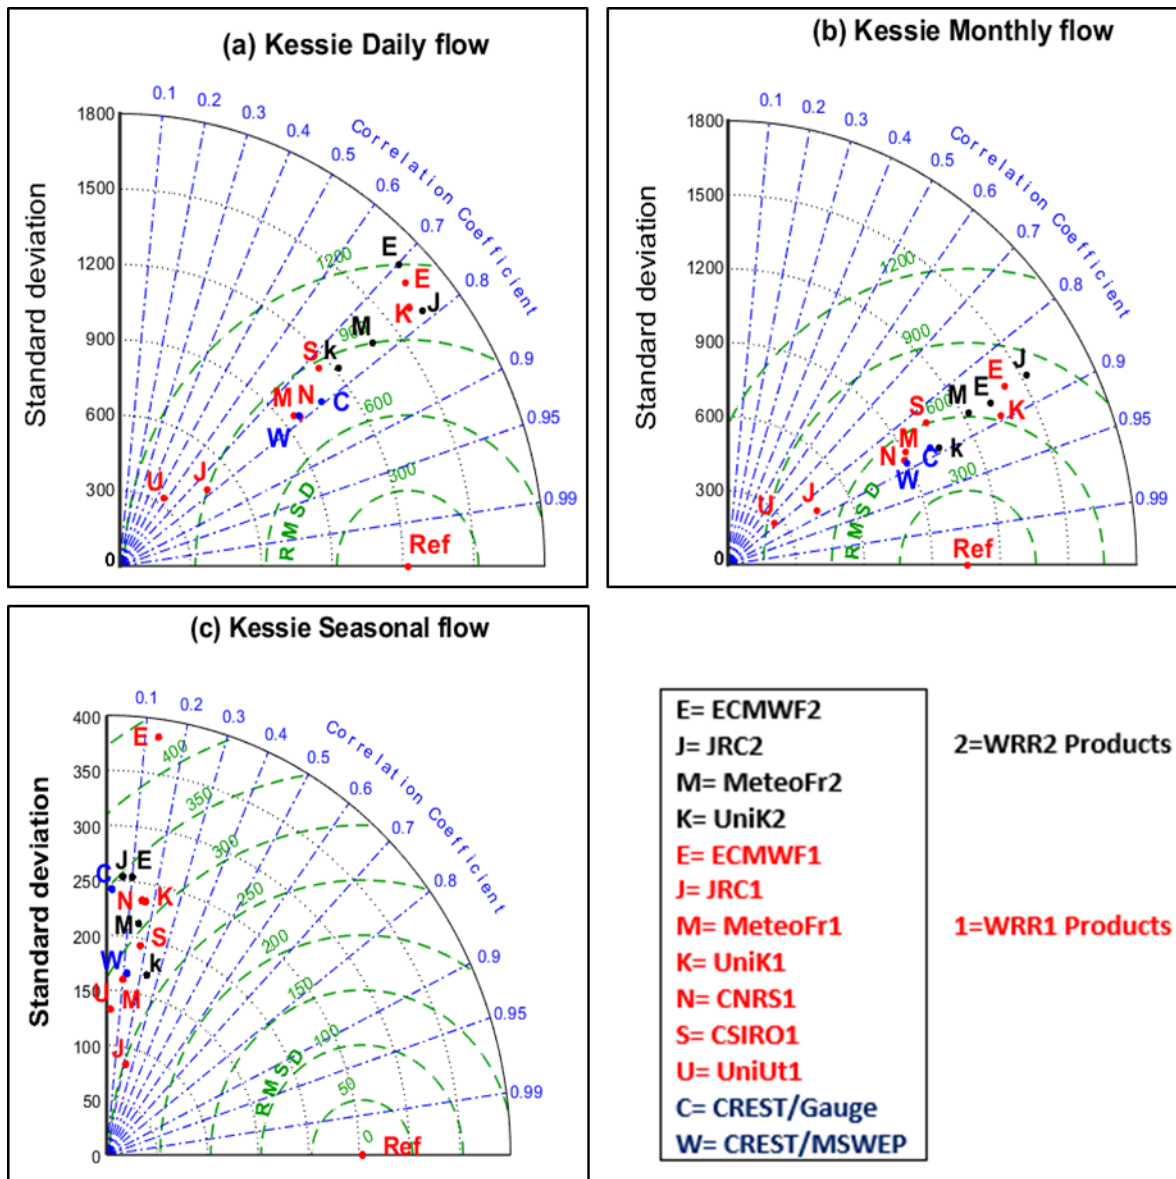 (a) Kessie Daily flow
Standard deviation
1800
1500
1200
900
600
300
0
0.1
0.2
0.3
0.4
0.5
0.6
0.7
0.8
0.9
0.95
0.99
Correlation Coefficient
1200
900
600
300
RMSD
E
E
J
K
M
S
k
M
N
C
W
U
J
Ref
(b) Kessie Monthly flow
Standard deviation
1800
1500
1200
900
600
300
0
0.1
0.2
0.3
0.4
0.5
0.6
0.7
0.8
0.9
0.95
0.99
Correlation Coefficient
1200
900
600
300
RMSD
J
E
E
M
K
S
M
N
C
k
W
J
U
Ref
(c) Kessie Seasonal flow
Standard deviation
400
350
300
250
200
150
100
50
0
0.1
0.2
0.3
0.4
0.5
0.6
0.7
0.8
0.9
0.95
0.99
Correlation Coefficient
400
350
300
250
200
150
100
50
0
RMSD
E
J
E
C
N
K
M
S
W
k
U
M
J
Ref
E= ECMWF2
J= JRC2
M= MeteoFr2
K= UniK2
E= ECMWF1
J= JRC1
M= MeteoFr1
K= UniK1
N= CNRS1
S= CSIRO1
U= UniUt1
C= CREST/Gauge
W= CREST/MSWEP
2=WRR2 Products
1=WRR1 Products